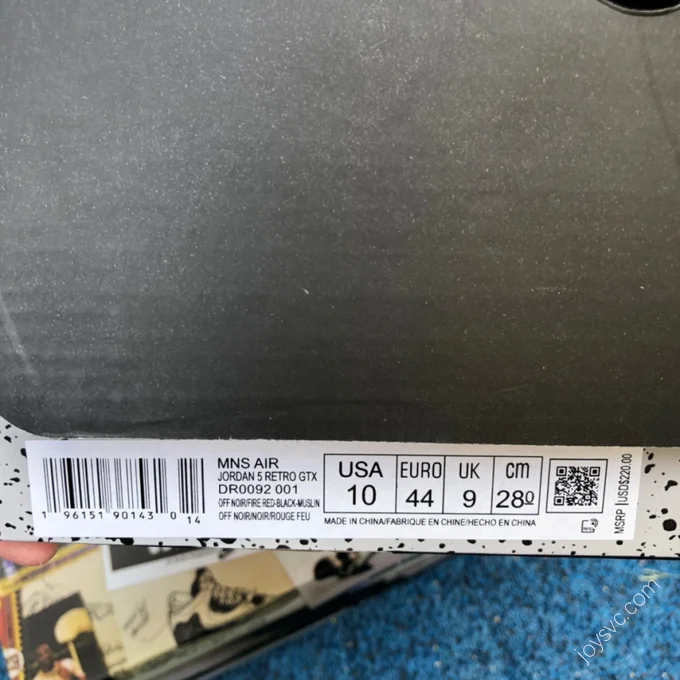 1 96151 90143 0 14
MNS AIR
JORDAN 5 RETRO GTX
DR0092 001
OFF NOIR/FIRE RED-BLACK-MUSLIN
OFF NOIR/NOIR/ROUGE FEU
USA
10
EURO
44
UK
9
cm
280
MADE IN CHINA/FABRIQUE EN CHINE/HECHO EN CHINA
MSRP (USD$220.00
joysvc.com